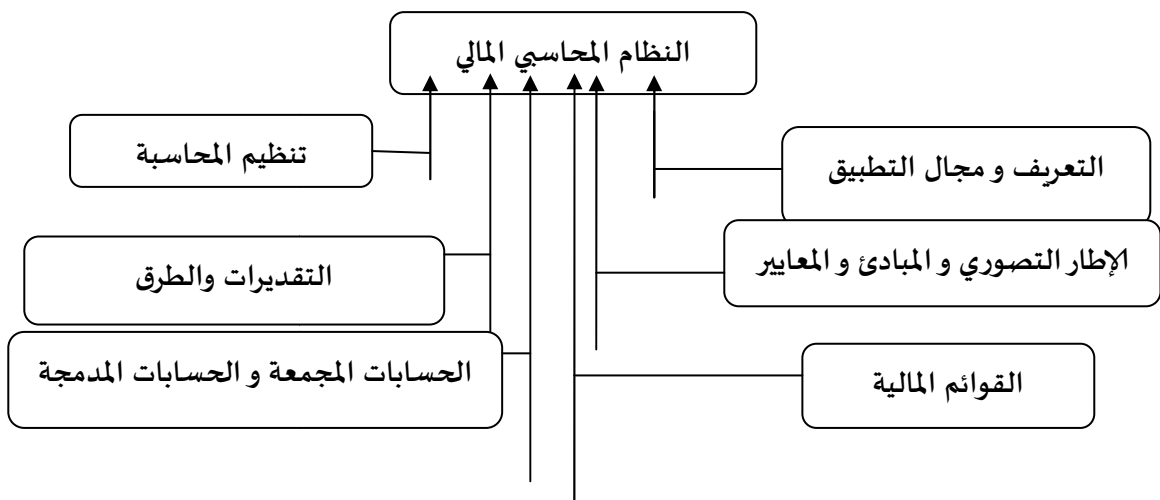 النظام المحاسبي المالي
تنظيم المحاسبة
التعريف و مجال التطبيق
التقديرات والطرق
الإطار التصوري و المبادئ و المعايير
الحسابات المجمعة و الحسابات المدمجة
القوائم المالية